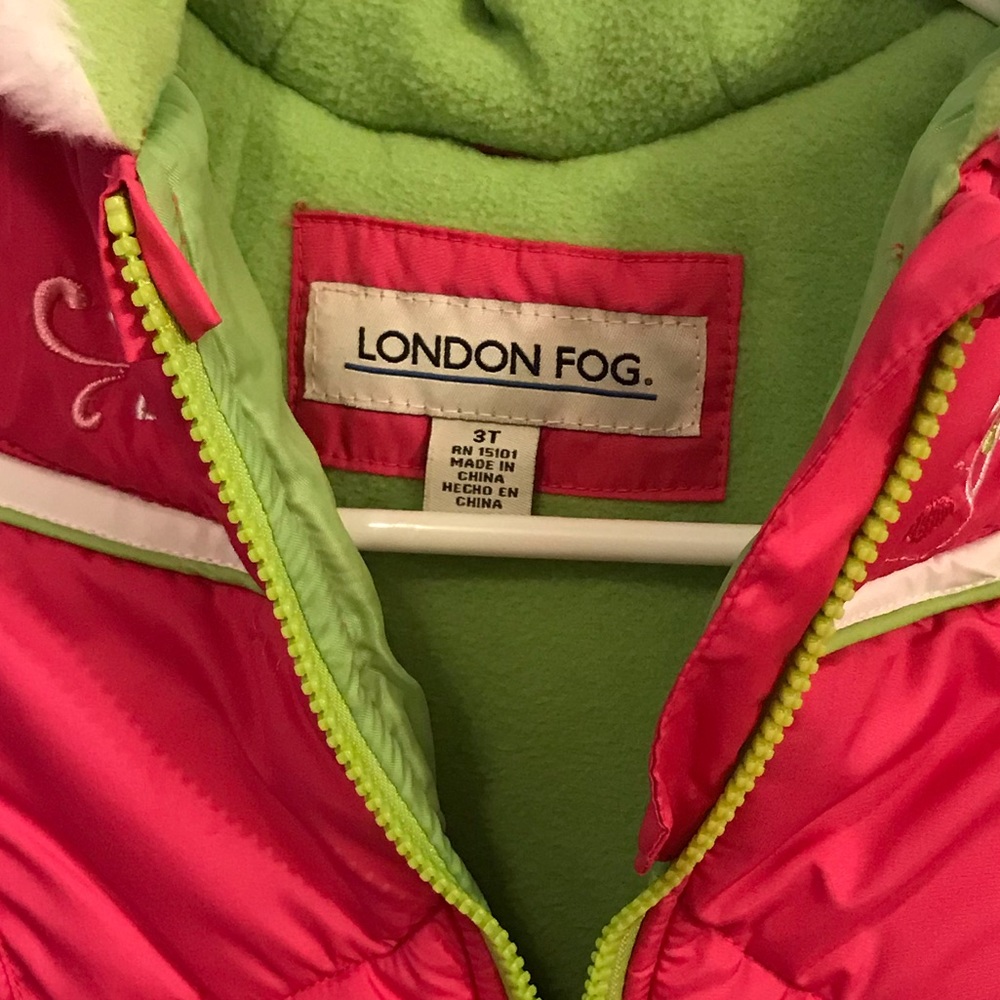 LONDON FOG.
3T
RN 15101
MADE IN
CHINA
HECHO EN
CHINA